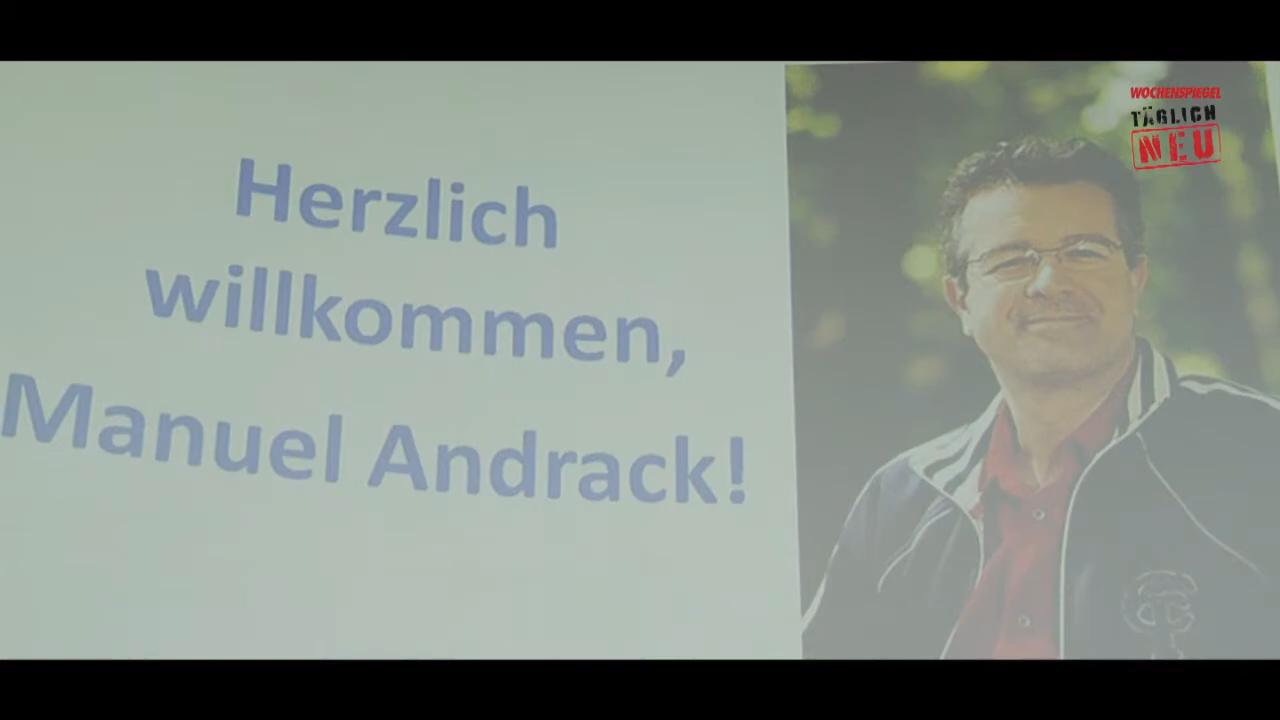 Herzlich
willkommen,
Manuel Andrack!
WOCHENSPIEGEL
TÄGLICH
NEU